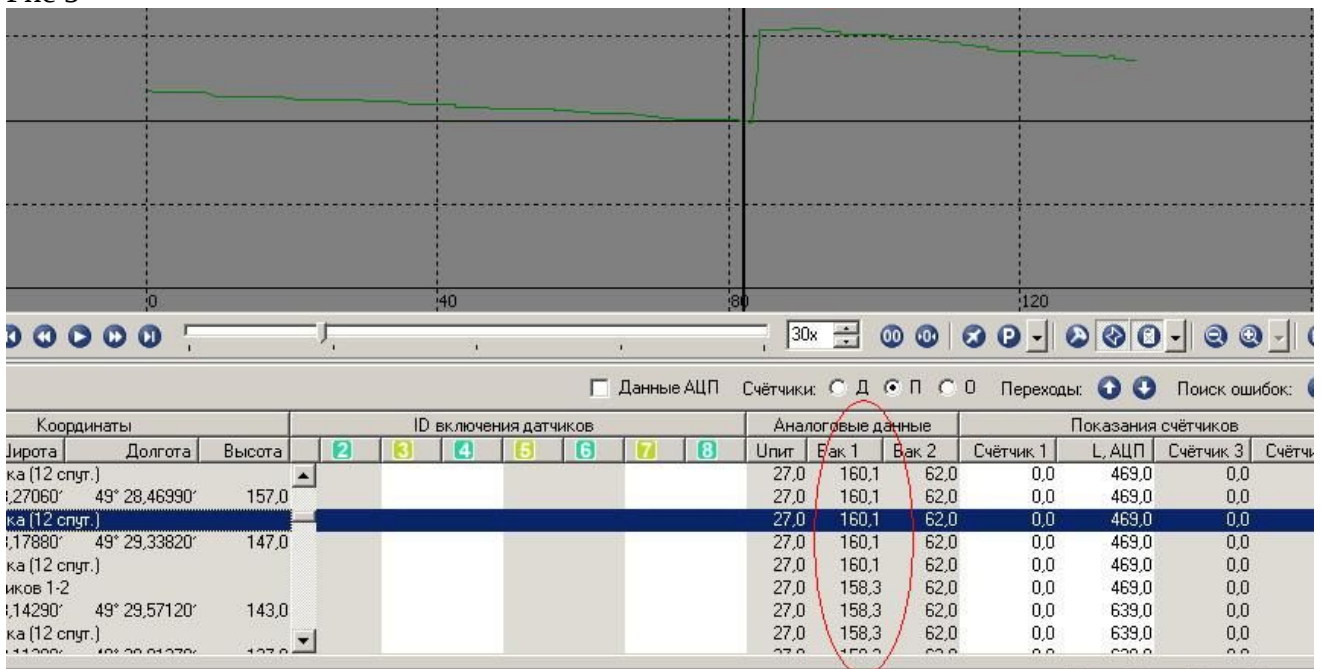 0 40 80 120
30x
Данные АЦП Счётчики: Д П О Переходы: Поиск ошибок:
Координаты ID включения датчиков Аналоговые данные Показания счётчиков
Широта Долгота Высота 2 3 4 5 6 7 8 Uпит Бак 1 Бак 2 Счётчик 1 L, АЦП Счётчик 3 Счётчи
ка (12 спут.) 27,0 160,1 62,0 0,0 469,0 0,0
,27060' 49° 28,46990' 157,0 27,0 160,1 62,0 0,0 469,0 0,0
ка (12 спут.) 27,0 160,1 62,0 0,0 469,0 0,0
,17880' 49° 29,33820' 147,0 27,0 160,1 62,0 0,0 469,0 0,0
ка (12 спут.) 27,0 160,1 62,0 0,0 469,0 0,0
иков 1-2 27,0 158,3 62,0 0,0 469,0 0,0
,14290' 49° 29,57120' 143,0 27,0 158,3 62,0 0,0 639,0 0,0
ка (12 спут.) 27,0 158,3 62,0 0,0 639,0 0,0